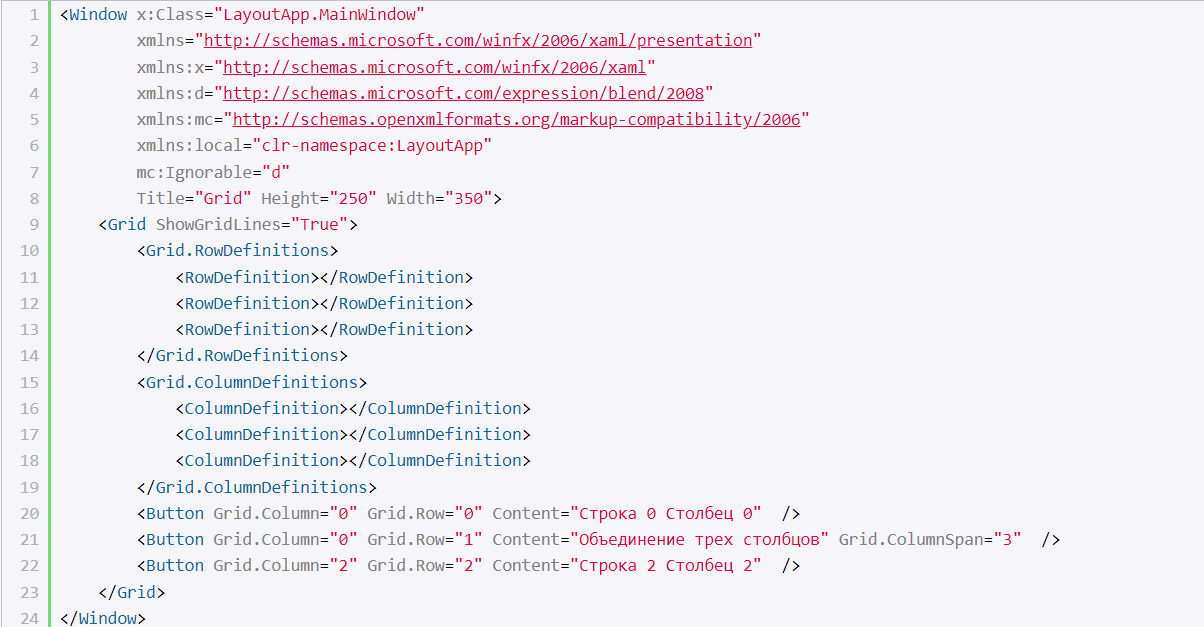 1 <Window x:Class="LayoutApp.MainWindow"
2         xmlns="http://schemas.microsoft.com/winfx/2006/xaml/presentation"
3         xmlns:x="http://schemas.microsoft.com/winfx/2006/xaml"
4         xmlns:d="http://schemas.microsoft.com/expression/blend/2008"
5         xmlns:mc="http://schemas.openxmlformats.org/markup-compatibility/2006"
6         xmlns:local="clr-namespace:LayoutApp"
7         mc:Ignorable="d"
8         Title="Grid" Height="250" Width="350">
9     <Grid ShowGridLines="True">
10         <Grid.RowDefinitions>
11             <RowDefinition></RowDefinition>
12             <RowDefinition></RowDefinition>
13             <RowDefinition></RowDefinition>
14         </Grid.RowDefinitions>
15         <Grid.ColumnDefinitions>
16             <ColumnDefinition></ColumnDefinition>
17             <ColumnDefinition></ColumnDefinition>
18             <ColumnDefinition></ColumnDefinition>
19         </Grid.ColumnDefinitions>
20         <Button Grid.Column="0" Grid.Row="0" Content="Строка 0 Столбец 0"  />
21         <Button Grid.Column="0" Grid.Row="1" Content="Объединение трех столбцов" Grid.ColumnSpan="3"  />
22         <Button Grid.Column="2" Grid.Row="2" Content="Строка 2 Столбец 2"  />
23     </Grid>
24 </Window>